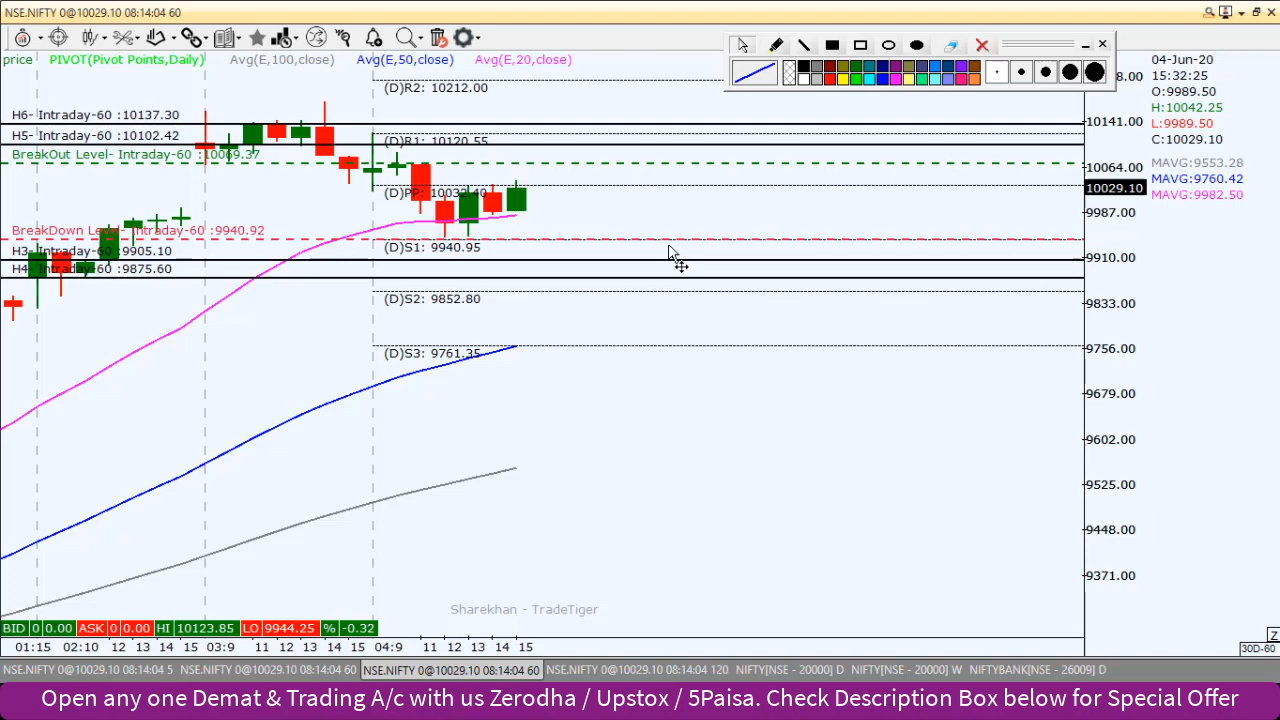 NSE.NIFTY 0@10029.10 08:14:04 60
price PIVOT(Pivot Points,Daily) Avg(E,100,close) Avg(E,50,close) Avg(E,20,close)
04-Jun-20
15:32:25
O:9989.50
H:10042.25
L:9989.50
C:10029.10
MAVG:9553.28
MAVG:9760.42
MAVG:9982.50
(D)R2: 10212.00
H6- Intraday-60 :10137.30
H5- Intraday-60 :10102.42
(D)R1: 10120.55
BreakOut Level- Intraday-60 :10069.37
(D)PP: 10032.40
BreakDown Level- Intraday-60 :9940.92
(D)S1: 9940.95
H3- Intraday-60 :9905.10
H4- Intraday-60 :9875.60
(D)S2: 9852.80
(D)S3: 9761.35
10141.00
10064.00
10029.10
9987.00
9910.00
9833.00
9756.00
9679.00
9602.00
9525.00
9448.00
9371.00
Sharekhan - TradeTiger
BID 0 0.00 ASK 0 0.00 HI 10123.85 LO 9944.25 % -0.32
01:15 02:10 12 13 14 15 03:9 11 12 13 14 15 04:9 11 12 13 14 15
Z
30D-60
NSE.NIFTY 0@10029.10 08:14:04 5 NSE.NIFTY 0@10029.10 08:14:04 60 NSE.NIFTY 0@10029.10 08:14:04 60 NSE.NIFTY 0@10029.10 08:14:04 120 NIFTY[NSE - 20000] D NIFTY[NSE - 20000] W NIFTYBANK[NSE - 26009] D
Open any one Demat & Trading A/c with us Zerodha / Upstox / 5Paisa. Check Description Box below for Special Offer